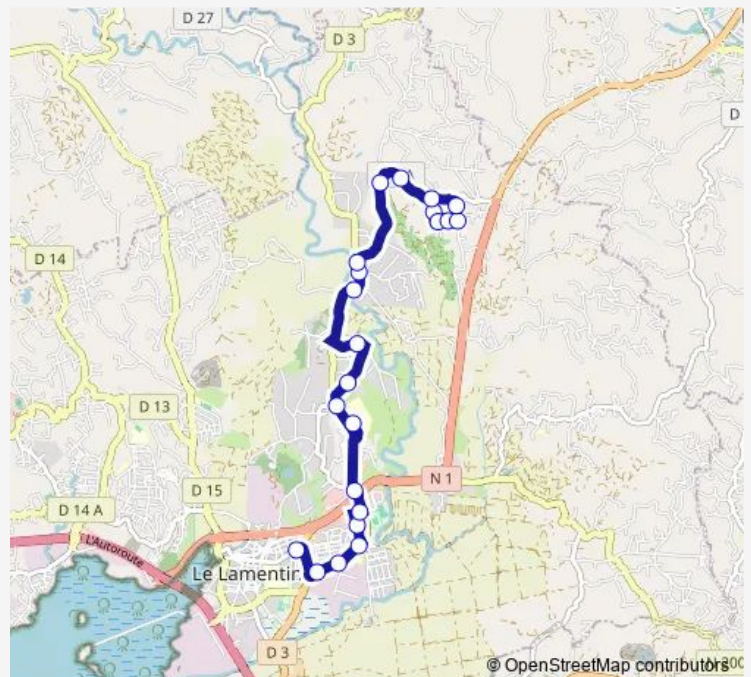 D 27
D 3
D
D 14
D 13
D 15
N 1
D 14 A
L'Autoroute
Le Lamentin
D 3
© OpenStreetMap contributors